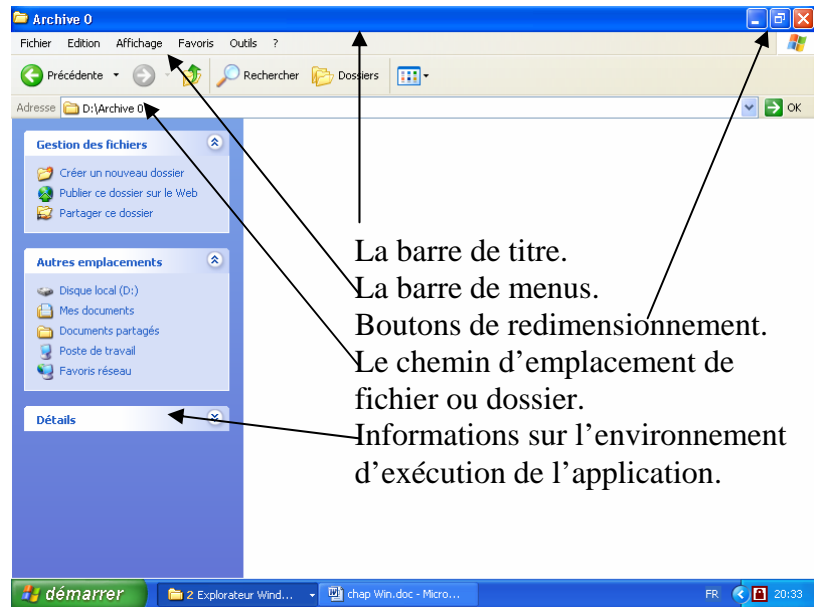 Archive 0
Fichier Edition Affichage Favoris Outils ?
Précédente Rechercher Dossiers
Adresse D:\Archive 0 OK
Gestion des fichiers
Créer un nouveau dossier
Publier ce dossier sur le Web
Partager ce dossier
Autres emplacements
Disque local (D:)
Mes documents
Documents partagés
Poste de travail
Favoris réseau
Détails
La barre de titre.
La barre de menus.
Boutons de redimensionnement.
Le chemin d’emplacement de
fichier ou dossier.
Informations sur l’environnement
d’exécution de l’application.
démarrer 2 Explorateur Wind... chap Win.doc - Micro... FR 20:33